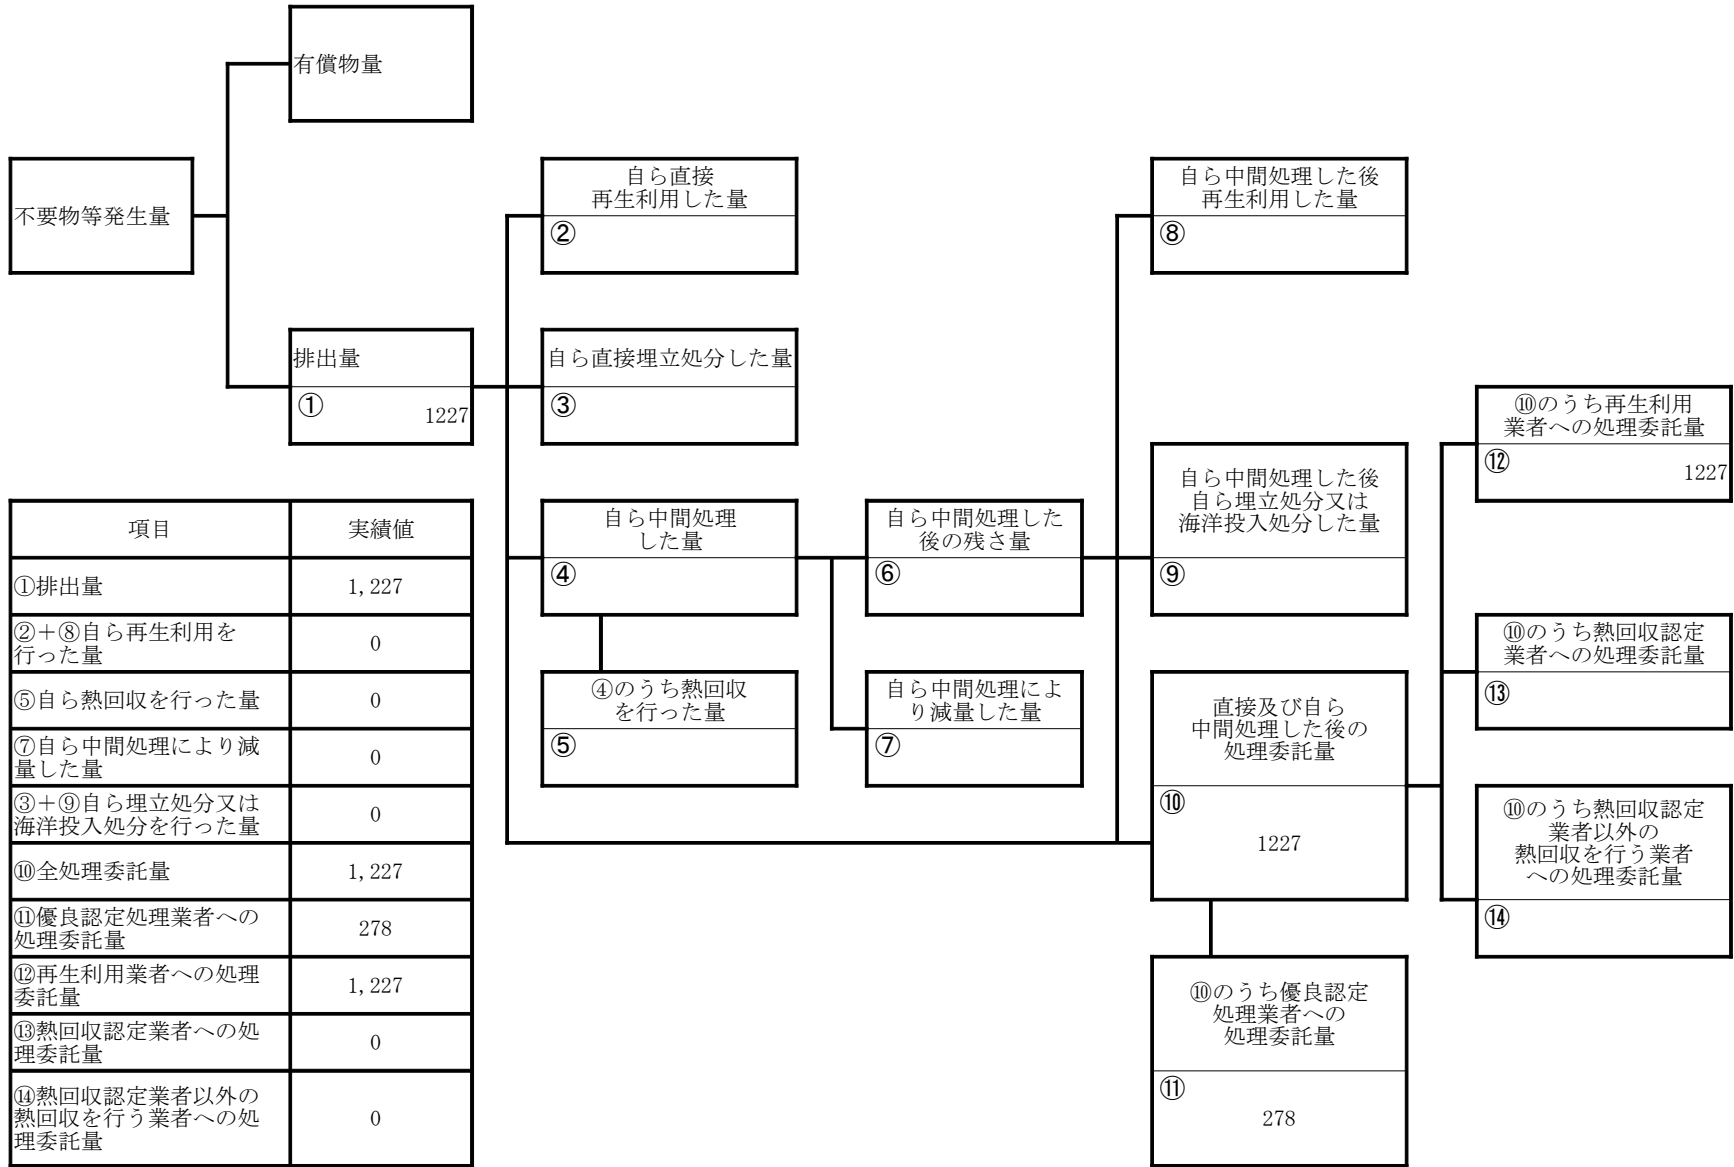 有償物量
不要物等発生量
自ら直接
再生利用した量
②
自ら中間処理した後
再生利用した量
⑧
排出量
①
1227
自ら直接埋立処分した量
③
⑩のうち再生利用
業者への処理委託量
⑫
1227
自ら中間処理
した量
④
自ら中間処理した
後の残さ量
⑥
自ら中間処理した後
自ら埋立処分又は
海洋投入処分した量
⑨
④のうち熱回収
を行った量
⑤
自ら中間処理によ
り減量した量
⑦
直接及び自ら
中間処理した後の
処理委託量
⑩
1227
⑩のうち熱回収認定
業者への処理委託量
⑬
⑩のうち熱回収認定
業者以外の
熱回収を行う業者
への処理委託量
⑭
⑩のうち優良認定
処理業者への
処理委託量
⑪
278
項目 実績値
①排出量 1,227
②+⑧自ら再生利用を
行った量 0
⑤自ら熱回収を行った量 0
⑦自ら中間処理により減
量した量 0
③+⑨自ら埋立処分又は
海洋投入処分を行った量 0
⑩全処理委託量 1,227
⑪優良認定処理業者への
処理委託量 278
⑫再生利用業者への処理
委託量 1,227
⑬熱回収認定業者への処
理委託量 0
⑭熱回収認定業者以外の
熱回収を行う業者への処
理委託量 0